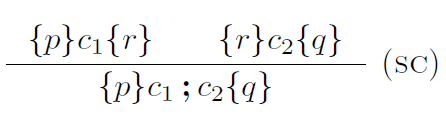 {p}c₁{r} {r}c₂{q} (SC)
{p}c₁ ; c₂{q}